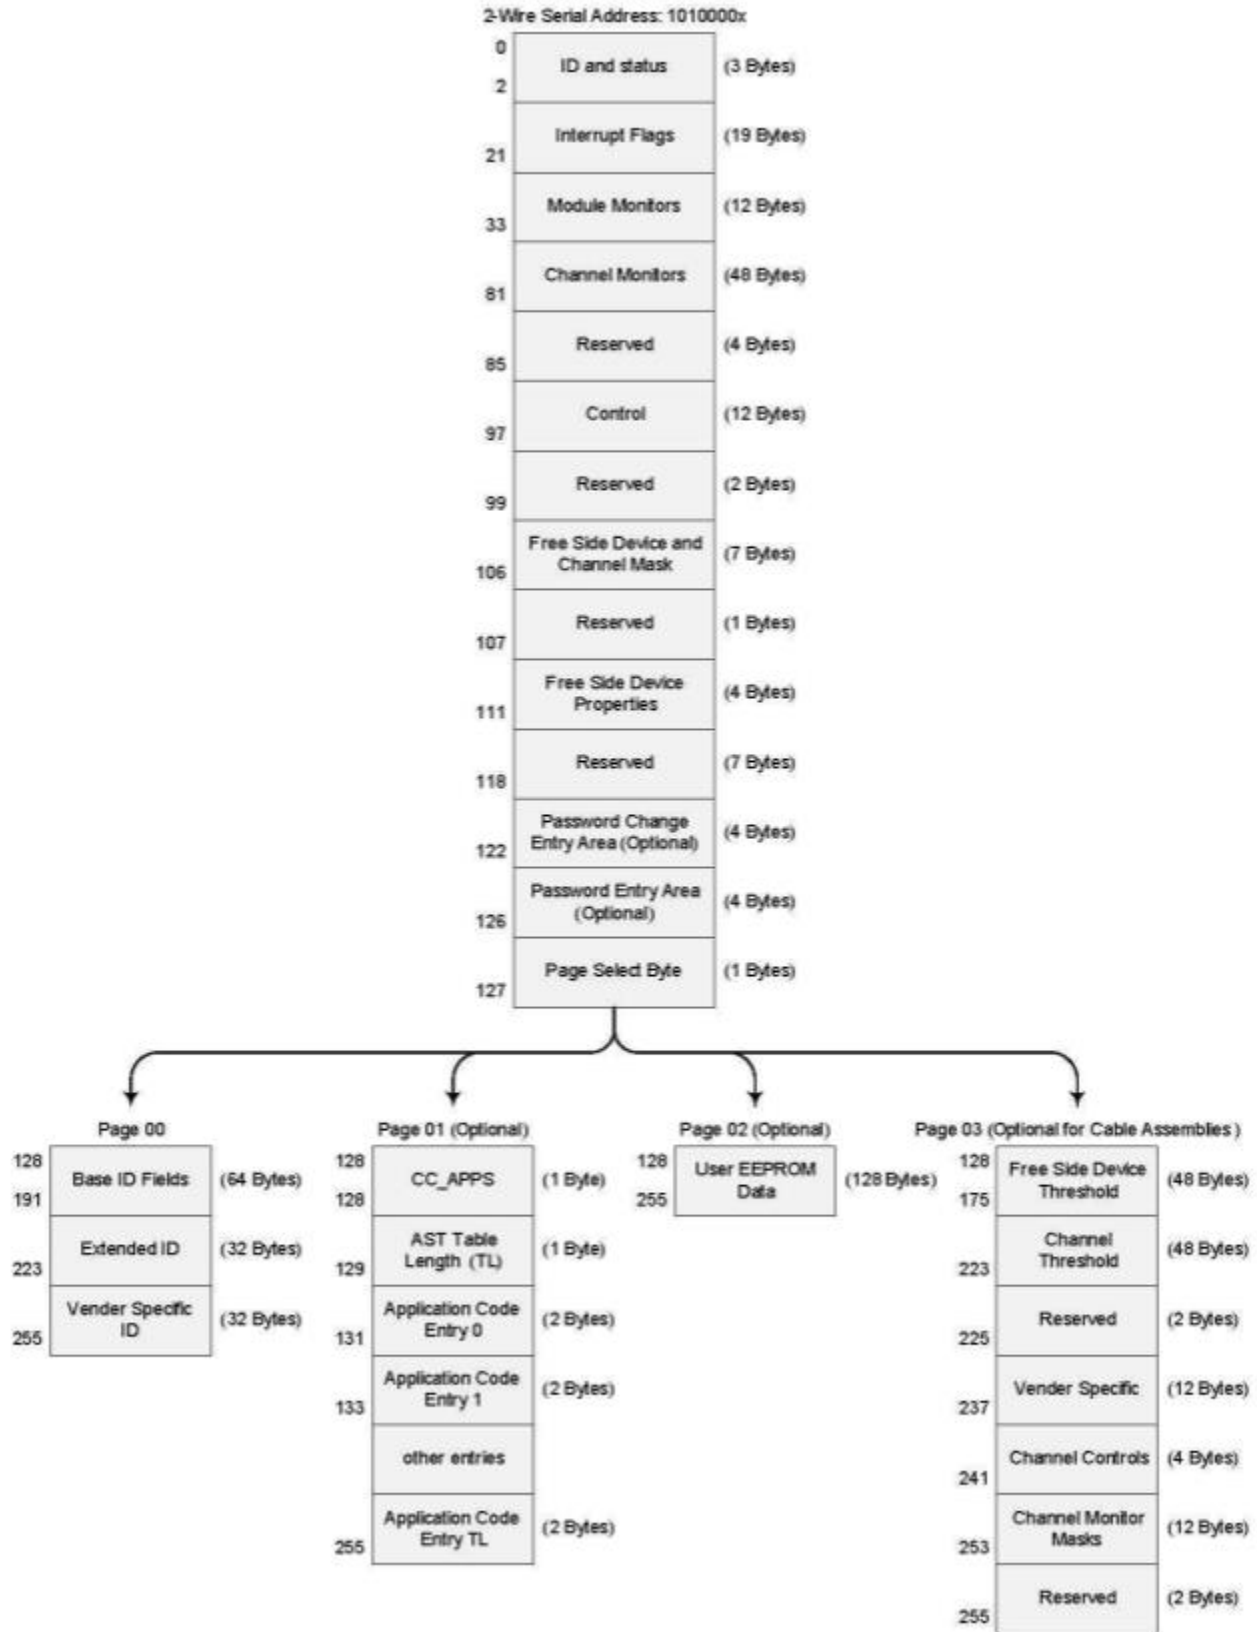 2-Wire Serial Address: 1010000x
0
ID and status
(3 Bytes)
2
Interrupt Flags
(19 Bytes)
21
Module Monitors
(12 Bytes)
33
Channel Monitors
(48 Bytes)
81
Reserved
(4 Bytes)
85
Control
(12 Bytes)
97
Reserved
(2 Bytes)
99
Free Side Device and
Channel Mask
(7 Bytes)
106
Reserved
(1 Bytes)
107
Free Side Device
Properties
(4 Bytes)
111
Reserved
(7 Bytes)
118
Password Change
Entry Area (Optional)
(4 Bytes)
122
Password Entry Area
(Optional)
(4 Bytes)
126
Page Select Byte
(1 Bytes)
127
Page 00
128
Base ID Fields
(64 Bytes)
191
Extended ID
(32 Bytes)
223
Vender Specific
ID
(32 Bytes)
255
Page 01 (Optional)
128
CC_APPS
(1 Byte)
128
AST Table
Length (TL)
(1 Byte)
129
Application Code
Entry 0
(2 Bytes)
131
Application Code
Entry 1
(2 Bytes)
133
other entries
Application Code
Entry TL
(2 Bytes)
255
Page 02 (Optional)
128
User EEPROM
Data
(128 Bytes)
255
Page 03 (Optional for Cable Assemblies )
128
Free Side Device
Threshold
(48 Bytes)
175
Channel
Threshold
(48 Bytes)
223
Reserved
(2 Bytes)
225
Vender Specific
(12 Bytes)
237
Channel Controls
(4 Bytes)
241
Channel Monitor
Masks
(12 Bytes)
253
Reserved
(2 Bytes)
255